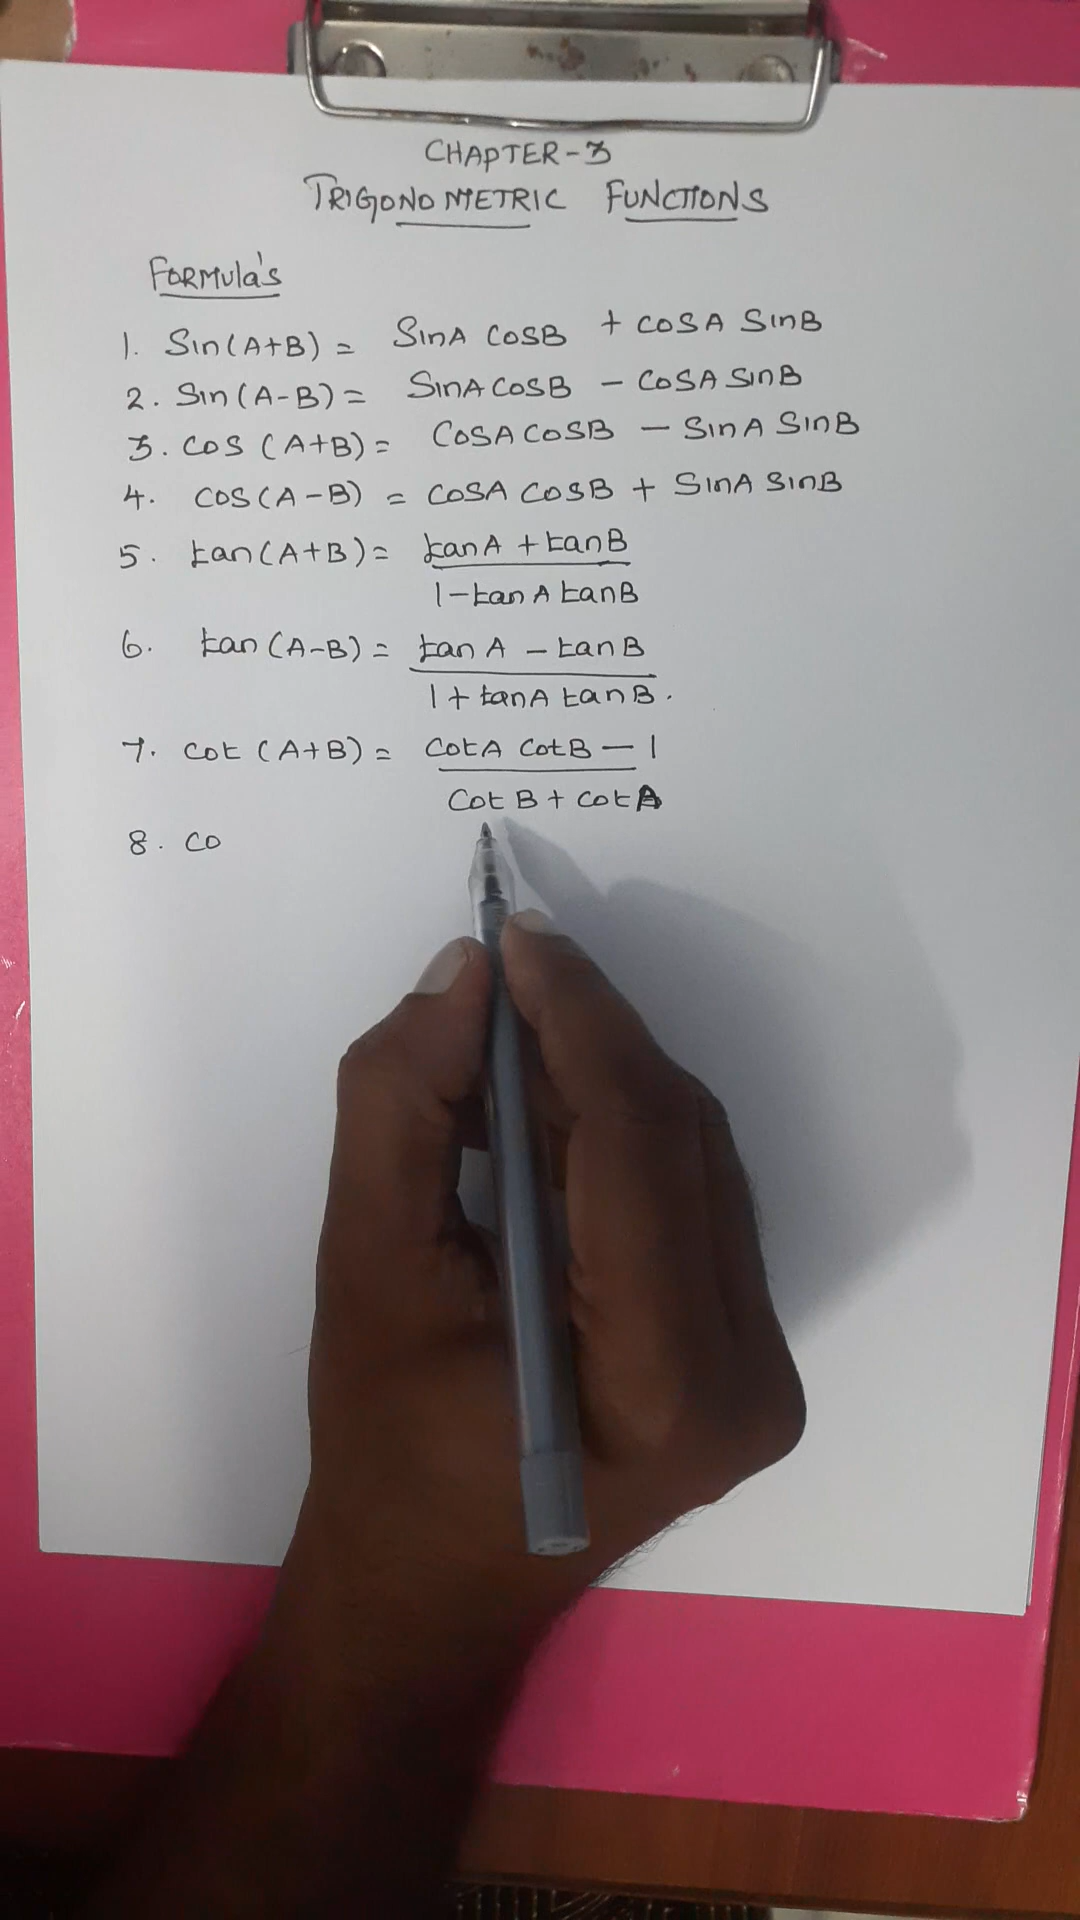 CHAPTER-3
TRIGONOMETRIC FUNCTIONS
FORMULa's
1. Sin(A+B) = SinA COSB + COSA SinB
2. Sin(A-B) = SinA COSB - COSA SinB
3. COS (A+B) = COSA COSB - SinA SinB
4. COS(A-B) = COSA COSB + SinA SinB
5. tan(A+B) = tanA + tanB
1-tanA tanB
6. tan(A-B) = tanA - tanB
1+tanA tanB.
7. Cot (A+B) = CotA CotB - 1
Cot B + cot A
8. CO